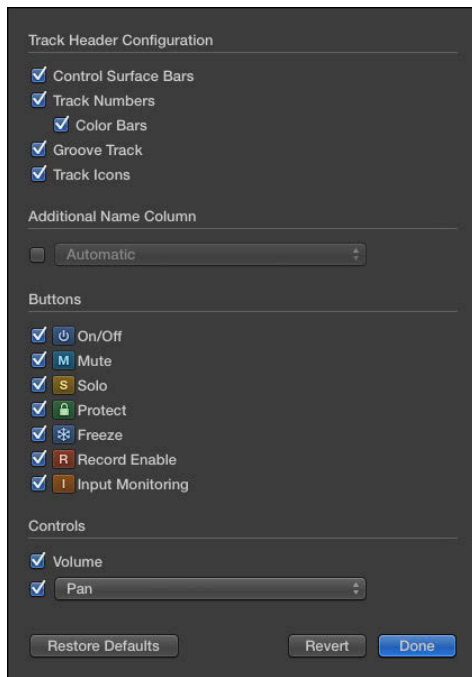 Track Header Configuration
Control Surface Bars
Track Numbers
Color Bars
Groove Track
Track Icons
Additional Name Column
Automatic
Buttons
On/Off
M Mute
S Solo
Protect
Freeze
R Record Enable
I Input Monitoring
Controls
Volume
Pan
Restore Defaults Revert Done